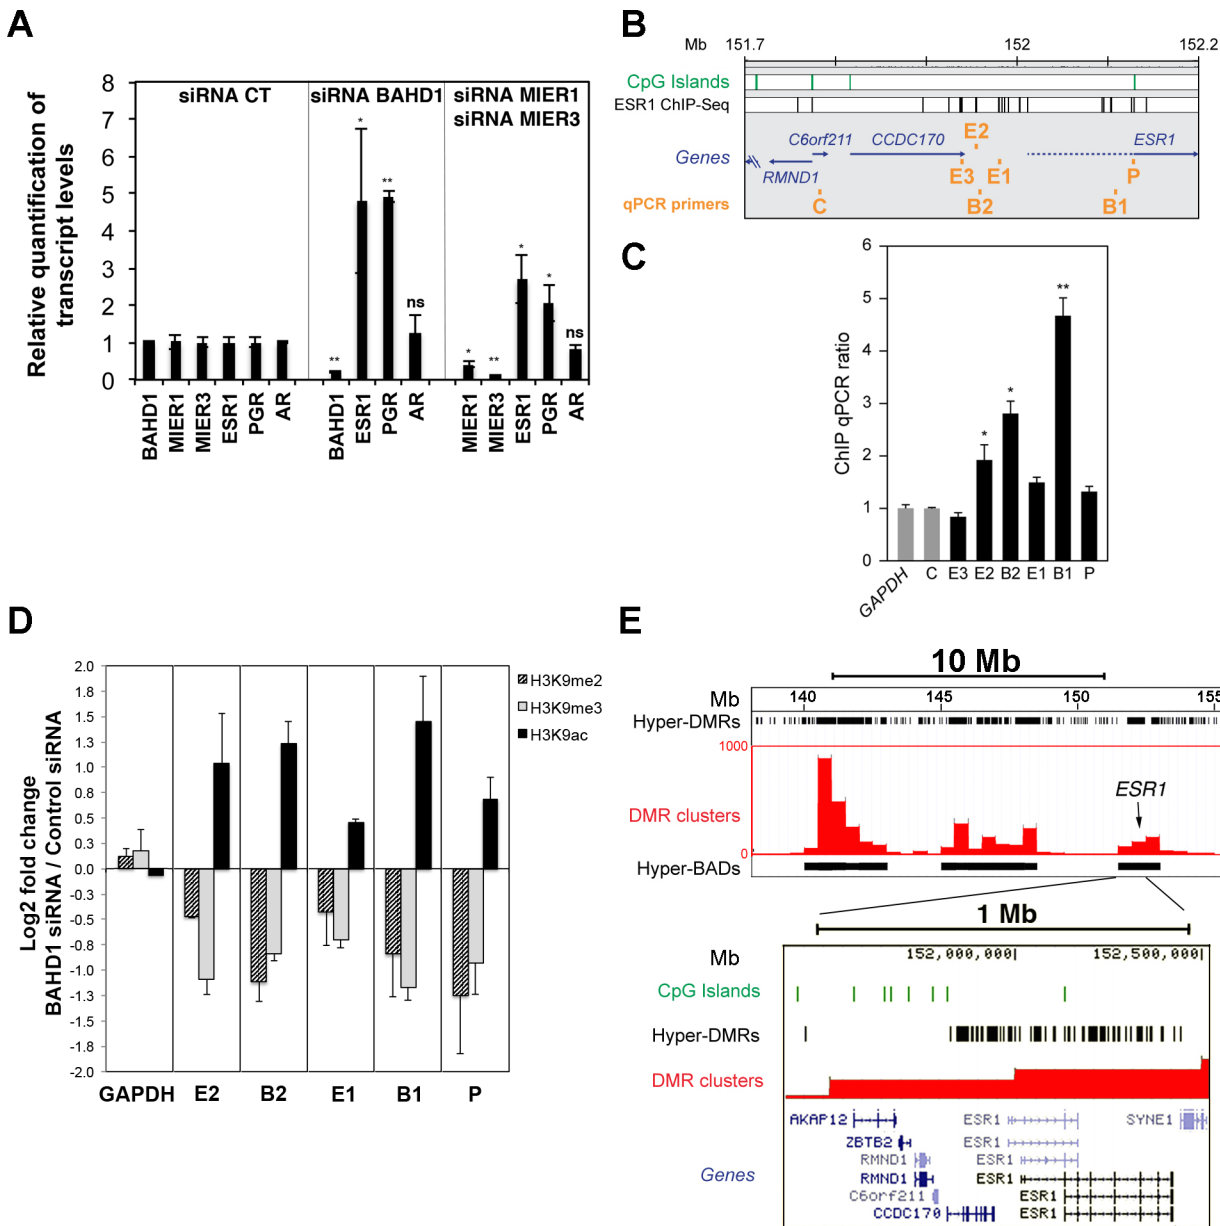 A
Relative quantification of
transcript levels
8
7
6
5
4
3
2
1
0
siRNA CT
siRNA BAHD1
siRNA MIER1
siRNA MIER3
*
**
**
ns
*
**
*
*
ns
BAHD1
MIER1
MIER3
ESR1
PGR
AR
BAHD1
ESR1
PGR
AR
MIER1
MIER3
ESR1
PGR
AR
B
Mb 151.7 152 152.2
CpG Islands
ESR1 ChIP-Seq
Genes
C6orf211 CCDC170 E2 ESR1
RMND1 E3 E1 P
qPCR primers C B2 B1
C
ChIP qPCR ratio
6
5
4
3
2
1
0
*
*
**
GAPDH C E3 E2 B2 E1 B1 P
D
Log2 fold change
BAHD1 siRNA / Control siRNA
2.0
1.8
1.5
1.3
1.0
0.8
0.5
0.3
0.0
-0.3
-0.5
-0.8
-1.0
-1.3
-1.5
-1.8
-2.0
H3K9me2
H3K9me3
H3K9ac
GAPDH E2 B2 E1 B1 P
E
10 Mb
Mb 140 145 150 155
Hyper-DMRs
1000
DMR clusters
ESR1
0
Hyper-BADs
1 Mb
Mb 152,000,000 152,500,000
CpG Islands
Hyper-DMRs
DMR clusters
Genes
AKAP12 ESR1 SYNE1
ZBTB2 ESR1
RMND1 ESR1
RMND1 ESR1
C6orf211 ESR1
CCDC170 ESR1